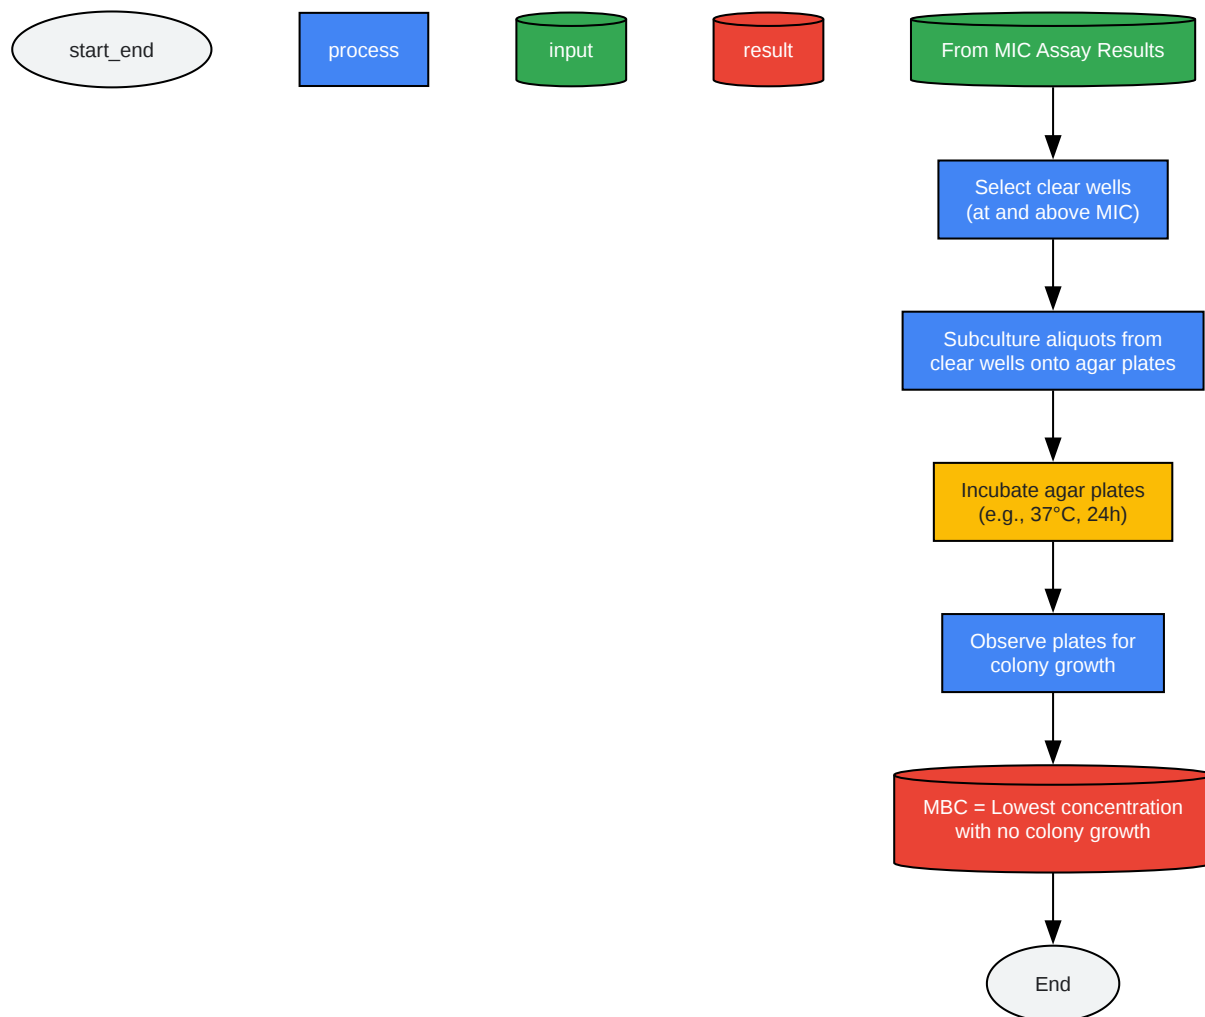 start_end
process
input
result
From MIC Assay Results
Select clear wells
(at and above MIC)
Subculture aliquots from
clear wells onto agar plates
Incubate agar plates
(e.g., 37°C, 24h)
Observe plates for
colony growth
MBC = Lowest concentration
with no colony growth
End